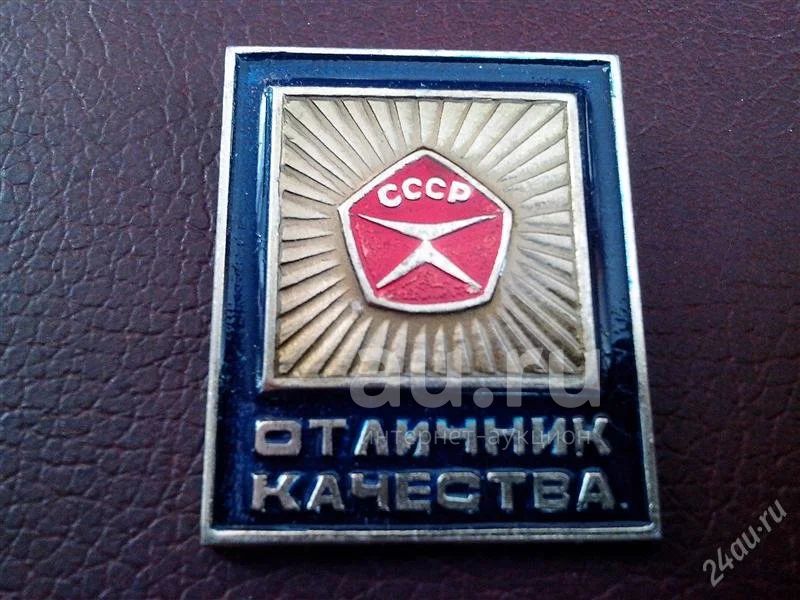 СССР
au.ru
интернет-аукцион
ОТЛИЧНИК
КАЧЕСТВА.
24au.ru